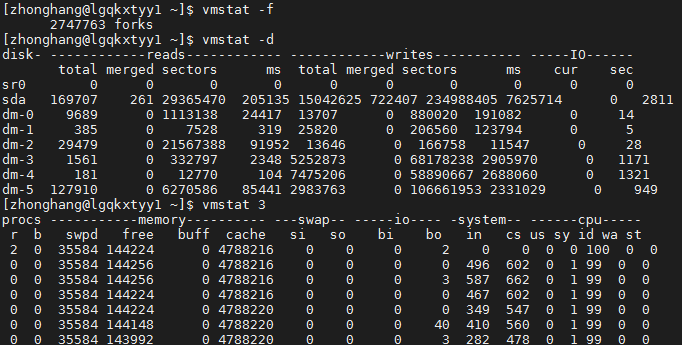 [zhonghang@lgqkxtyy1 ~]$ vmstat -f
      2747763 forks
[zhonghang@lgqkxtyy1 ~]$ vmstat -d
disk- ------------reads------------ ------------writes----------- -----IO------
       total merged sectors      ms  total merged sectors      ms    cur    sec
sr0        0      0       0       0      0      0       0       0      0      0
sda   169707    261 29365470  205135 15042625 722407 234988405 7625714      0   2811
dm-0    9689      0 1113138   24417  13707      0  880020  191082      0     14
dm-1     385      0    7528     319  25820      0  206560  123794      0      5
dm-2   29479      0 21567388   91952  13646      0  166758   11547      0     28
dm-3    1561      0  332797    2348 5252873      0 68178238 2905970      0   1171
dm-4     181      0   12770     104 7475206      0 58890667 2688060      0   1321
dm-5  127910      0 6270586   85441 2983763      0 106661953 2331029      0    949
[zhonghang@lgqkxtyy1 ~]$ vmstat 3
procs -----------memory---------- ---swap-- -----io---- -system-- ------cpu-----
 r  b   swpd   free   buff  cache   si   so    bi    bo   in   cs us sy id wa st
 2  0  35584 144224      0 4788216    0    0     0     2    0    0  0  0 100  0  0
 0  0  35584 144256      0 4788216    0    0     0     0  496  602  0  1 99  0  0
 0  0  35584 144256      0 4788216    0    0     0     3  587  662  0  1 99  0  0
 0  0  35584 144224      0 4788216    0    0     0     0  467  602  0  1 99  0  0
 0  0  35584 144224      0 4788220    0    0     0     0  349  547  0  1 99  0  0
 0  0  35584 144148      0 4788220    0    0     0    40  410  560  0  1 99  0  0
 0  0  35584 143992      0 4788220    0    0     0     3  282  478  0  1 99  0  0